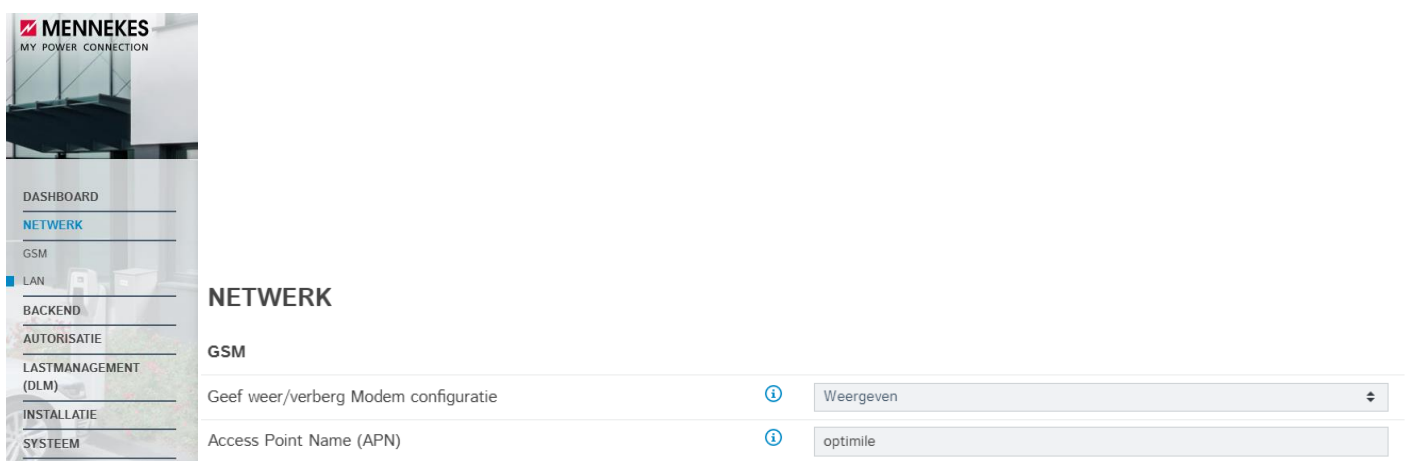 MENNEKES
MY POWER CONNECTION
DASHBOARD
NETWERK
GSM
LAN
BACKEND
AUTORISATIE
LASTMANAGEMENT
(DLM)
INSTALLATIE
SYSTEEM
NETWERK
GSM
Geef weer/verberg Modem configuratie
Weergeven
Access Point Name (APN)
optimile